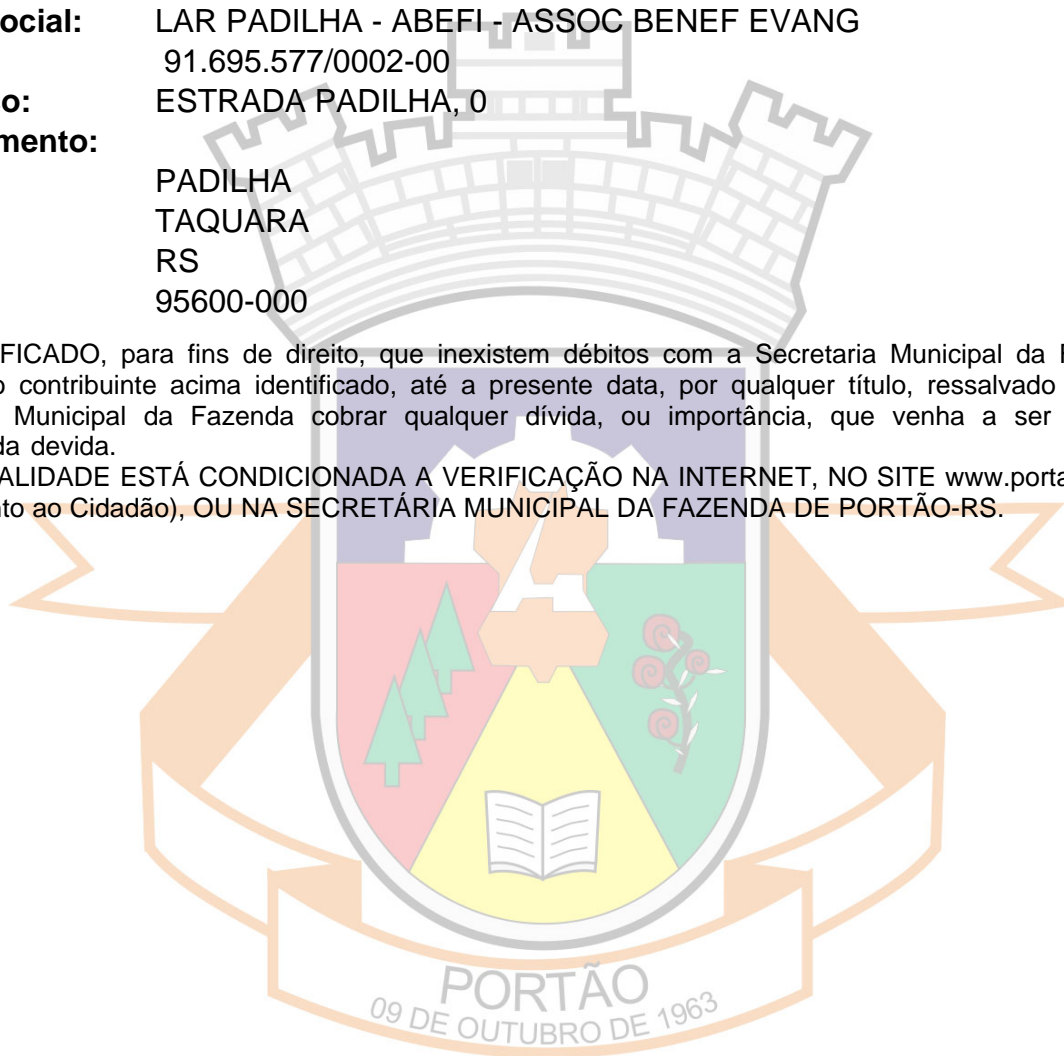 ocial: LAR PADILHA - ABEFI - ASSOC BENEF EVANG
91.695.577/0002-00
o: ESTRADA PADILHA, 0
mento:
PADILHA
TAQUARA
RS
95600-000
FICADO, para fins de direito, que inexistem débitos com a Secretaria Municipal da
o contribuinte acima identificado, até a presente data, por qualquer título, ressalvado
Municipal da Fazenda cobrar qualquer dívida, ou importância, que venha a ser
da devida.
ALIDADE ESTÁ CONDICIONADA A VERIFICAÇÃO NA INTERNET, NO SITE www.porta
to ao Cidadão), OU NA SECRETÁRIA MUNICIPAL DA FAZENDA DE PORTÃO-RS.
PORTÃO
09 DE OUTUBRO DE 1963